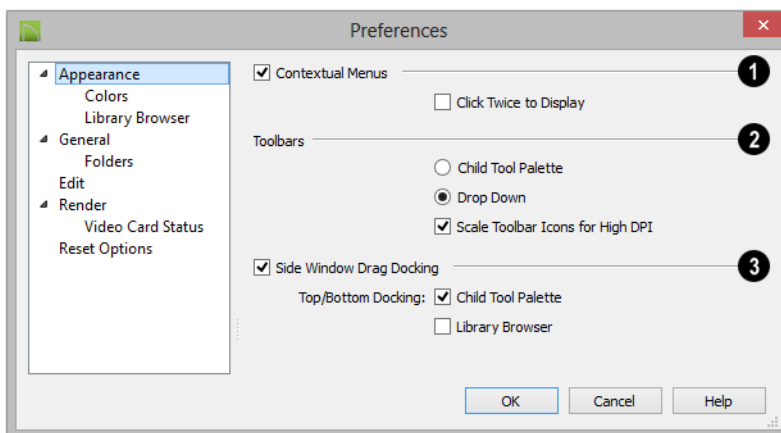 Preferences
Appearance
Colors
Library Browser
General
Folders
Edit
Render
Video Card Status
Reset Options
Contextual Menus 1
Click Twice to Display
Toolbars 2
Child Tool Palette
Drop Down
Scale Toolbar Icons for High DPI
Side Window Drag Docking 3
Top/Bottom Docking: Child Tool Palette
Library Browser
OK Cancel Help